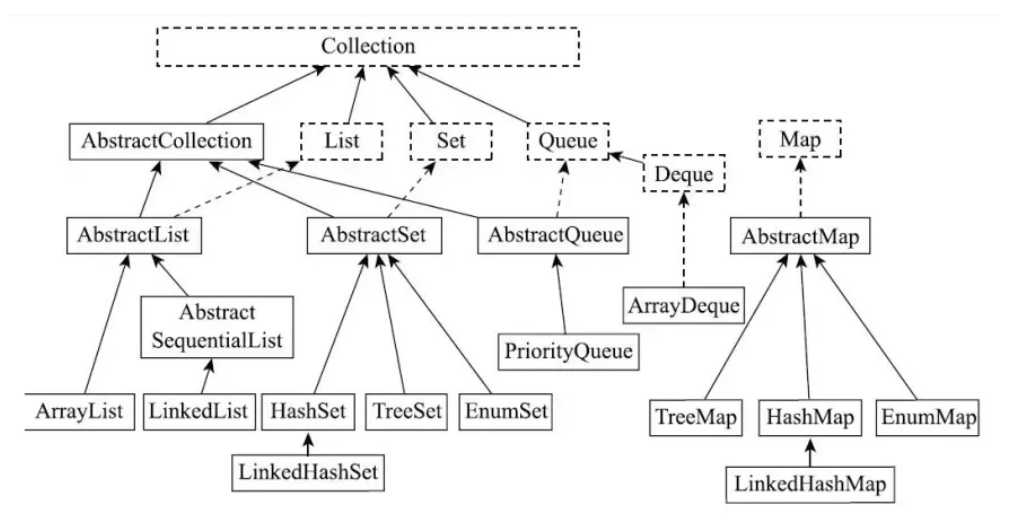 Collection
AbstractCollection
List
Set
Queue
Map
Deque
AbstractList
AbstractSet
AbstractQueue
AbstractMap
Abstract
SequentialList
ArrayDeque
PriorityQueue
ArrayList
LinkedList
HashSet
TreeSet
EnumSet
TreeMap
HashMap
EnumMap
LinkedHashSet
LinkedHashMap